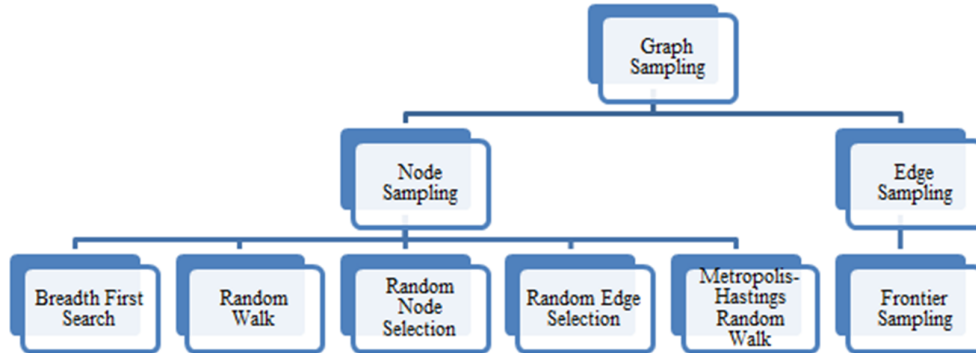 Graph
Sampling
Node
Sampling
Edge
Sampling
Breadth First
Search
Random
Walk
Random
Node
Selection
Random Edge
Selection
Metropolis-
Hastings
Random
Walk
Frontier
Sampling